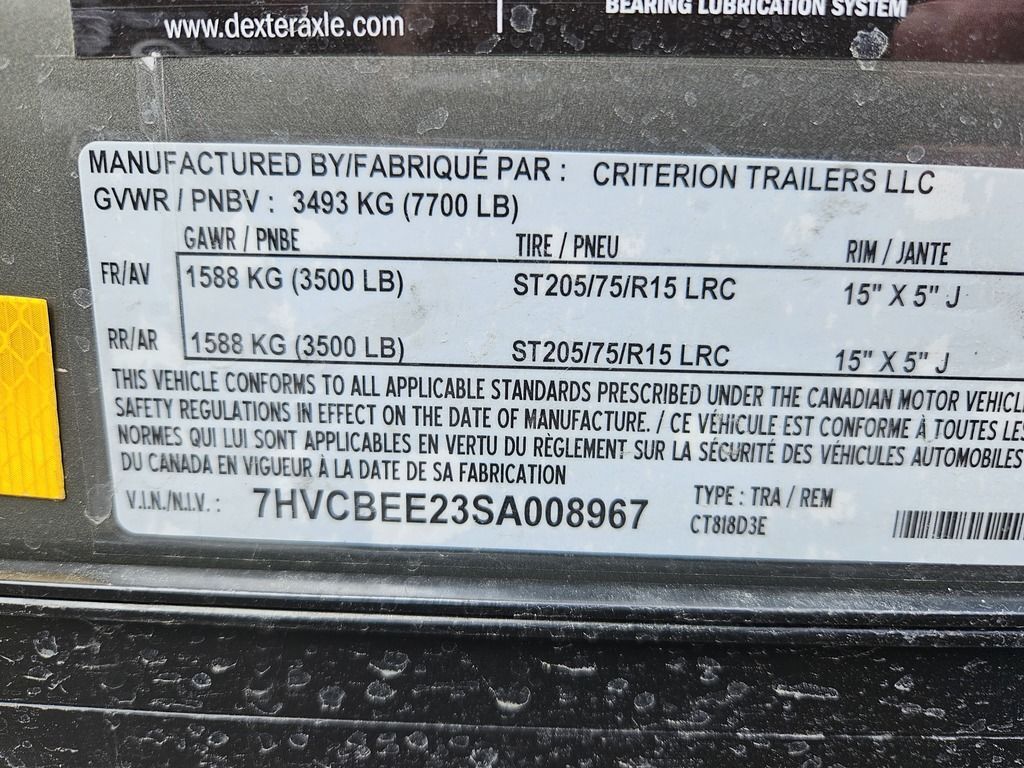 BEARING LUBRICATION SYSTEM
www.dexteraxle.com
MANUFACTURED BY/FABRIQUÉ PAR : CRITERION TRAILERS LLC
GVWR / PNBV : 3493 KG (7700 LB)
GAWR / PNBE TIRE / PNEU RIM / JANTE
FR/AV 1588 KG (3500 LB) ST205/75/R15 LRC 15" X 5" J
RR/AR 1588 KG (3500 LB) ST205/75/R15 LRC 15" X 5" J
THIS VEHICLE CONFORMS TO ALL APPLICABLE STANDARDS PRESCRIBED UNDER THE CANADIAN MOTOR VEHICL
SAFETY REGULATIONS IN EFFECT ON THE DATE OF MANUFACTURE. / CE VÉHICULE EST CONFORME À TOUTES LES
NORMES QUI LUI SONT APPLICABLES EN VERTU DU RÈGLEMENT SUR LA SÉCURITÉ DES VÉHICULES AUTOMOBILES
DU CANADA EN VIGUEUR À LA DATE DE SA FABRICATION
V.I.N./N.I.V. : 7HVCBEE23SA008967 TYPE : TRA / REM
CT818D3E